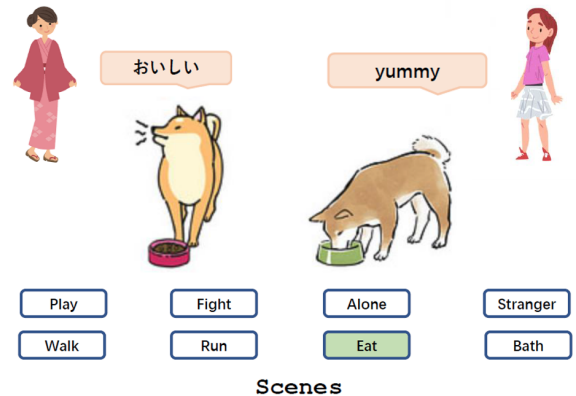 おいしい
yummy
Play
Fight
Alone
Stranger
Walk
Run
Eat
Bath
Scenes